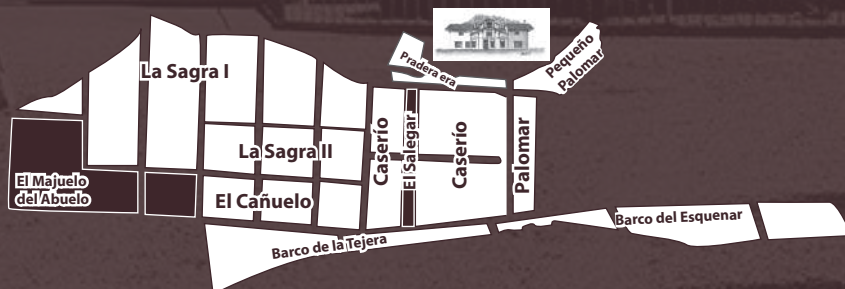 La Sagra I
Pradera era
Pequeño
Palomar
La Sagra II
Caserío
El Salegar
Caserío
Palomar
El Majuelo
del Abuelo
El Cañuelo
Barco de la Tejera
Barco del Esquenar